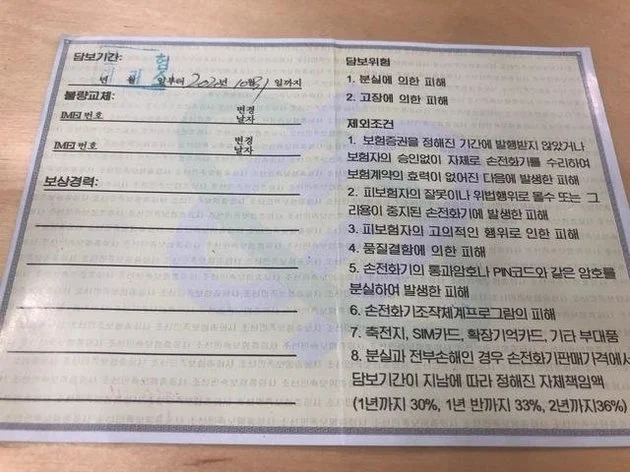 담보기간:
년 월 일부터 202 년 10월 31 일까지
불량교체:
IMEI 번호 변경 날자
IMEI 번호 변경 날자
보상경력:
담보위험
1. 분실에 의한 피해
2. 고장에 의한 피해
제외조건
1. 보험증권을 정해진 기간에 발행받지 않았거나
보험자의 승인없이 자체로 손전화기를 수리하여
보험계약의 효력이 없어진 다음에 발생한 피해
2. 피보험자의 잘못이나 위법행위로 몰수 또는 그
리용이 중지된 손전화기에 발생한 피해
3. 피보험자의 고의적인 행위로 인한 피해
4. 품질결함에 의한 피해
5. 손전화기의 통과암호나 PIN코드와 같은 암호를
분실하여 발생한 피해
6. 손전화기조작체계프로그람의 피해
7. 축전지, SIM카드, 확장기억카드, 기타 부대품
8. 분실과 전부손해인 경우 손전화기판매가격에서
담보기간이 지남에 따라 정해진 자체책임액
(1년까지 30%, 1년 반까지 33%, 2년까지36%)